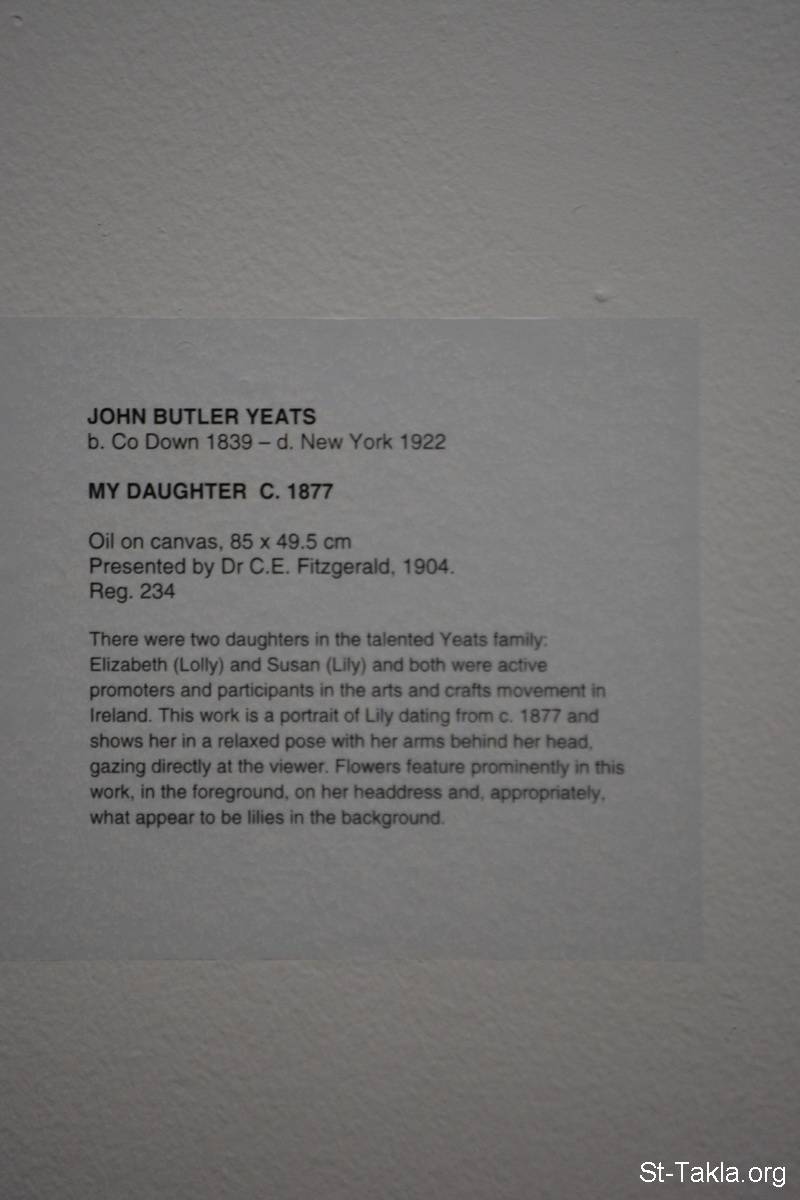 JOHN BUTLER YEATS
b. Co Down 1839 – d. New York 1922
MY DAUGHTER C. 1877
Oil on canvas, 85 x 49.5 cm
Presented by Dr C.E. Fitzgerald, 1904.
Reg. 234
There were two daughters in the talented Yeats family:
Elizabeth (Lolly) and Susan (Lily) and both were active
promoters and participants in the arts and crafts movement in
Ireland. This work is a portrait of Lily dating from c. 1877 and
shows her in a relaxed pose with her arms behind her head,
gazing directly at the viewer. Flowers feature prominently in this
work, in the foreground, on her headdress and, appropriately,
what appear to be lilies in the background.
St-Takla.org